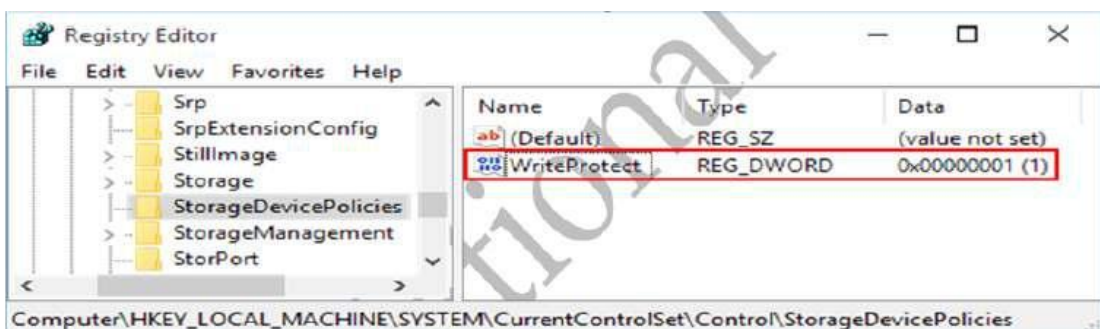 Registry Editor
File Edit View Favorites Help
Srp
SrpExtensionConfig
StillImage
Storage
StorageDevicePolicies
StorageManagement
StorPort
Name Type Data
(Default) REG_SZ (value not set)
WriteProtect REG_DWORD 0x00000001 (1)
Computer\HKEY_LOCAL_MACHINE\SYSTEM\CurrentControlSet\Control\StorageDevicePolicies
tional